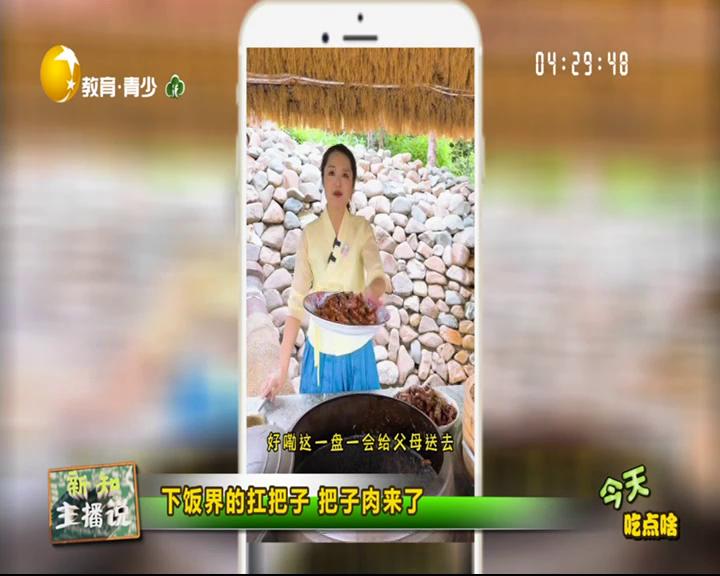 教育·青少
04:29:48
好嘞这一盘一会给父母送去
新和
主播说
下饭界的扛把子 把子肉来了
今天
吃点啥